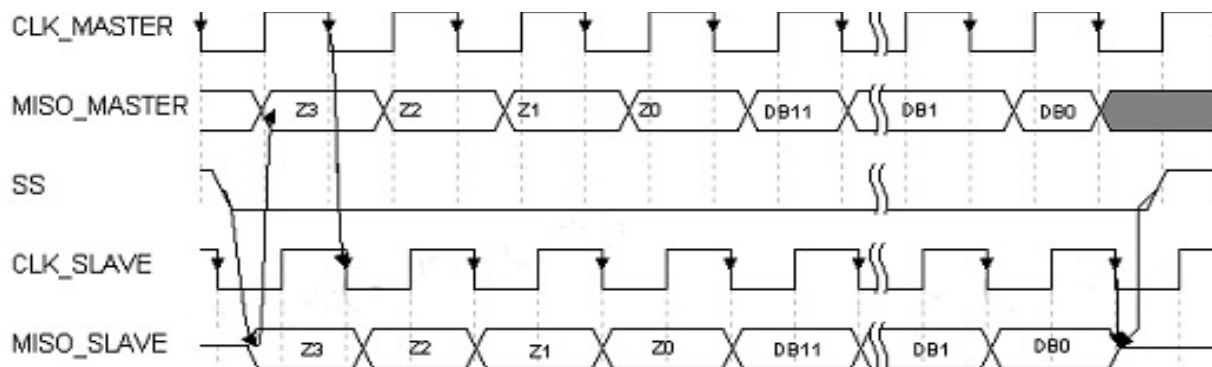 CLK_MASTER
MISO_MASTER Z3 Z2 Z1 Z0 DB11 DB1 DB0
SS
CLK_SLAVE
MISO_SLAVE Z3 Z2 Z1 Z0 DB11 DB1 DB0